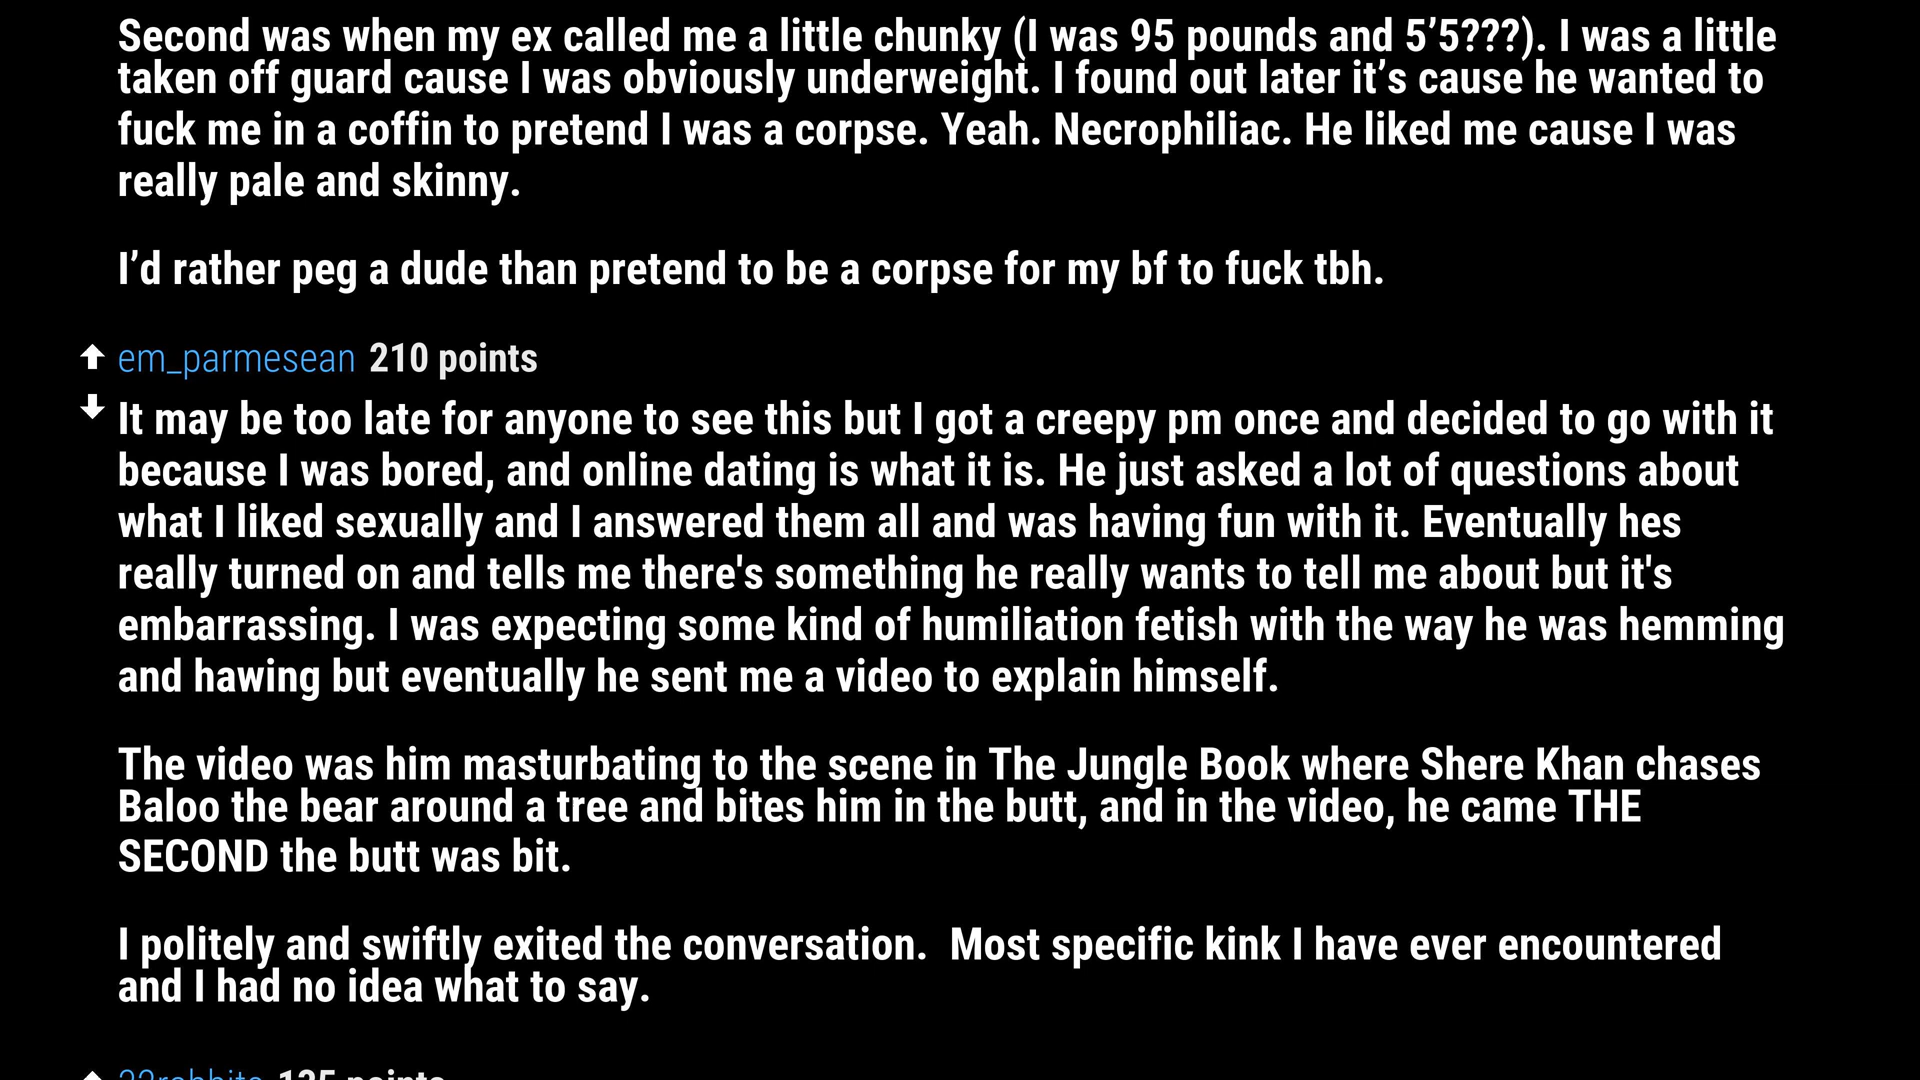 Second was when my ex called me a little chunky (I was 95 pounds and 5’5???). I was a little
taken off guard cause I was obviously underweight. I found out later it’s cause he wanted to
fuck me in a coffin to pretend I was a corpse. Yeah. Necrophiliac. He liked me cause I was
really pale and skinny.
I’d rather peg a dude than pretend to be a corpse for my bf to fuck tbh.
em_parmesean 210 points
It may be too late for anyone to see this but I got a creepy pm once and decided to go with it
because I was bored, and online dating is what it is. He just asked a lot of questions about
what I liked sexually and I answered them all and was having fun with it. Eventually hes
really turned on and tells me there's something he really wants to tell me about but it's
embarrassing. I was expecting some kind of humiliation fetish with the way he was hemming
and hawing but eventually he sent me a video to explain himself.
The video was him masturbating to the scene in The Jungle Book where Shere Khan chases
Baloo the bear around a tree and bites him in the butt, and in the video, he came THE
SECOND the butt was bit.
I politely and swiftly exited the conversation.  Most specific kink I have ever encountered
and I had no idea what to say.
135 points